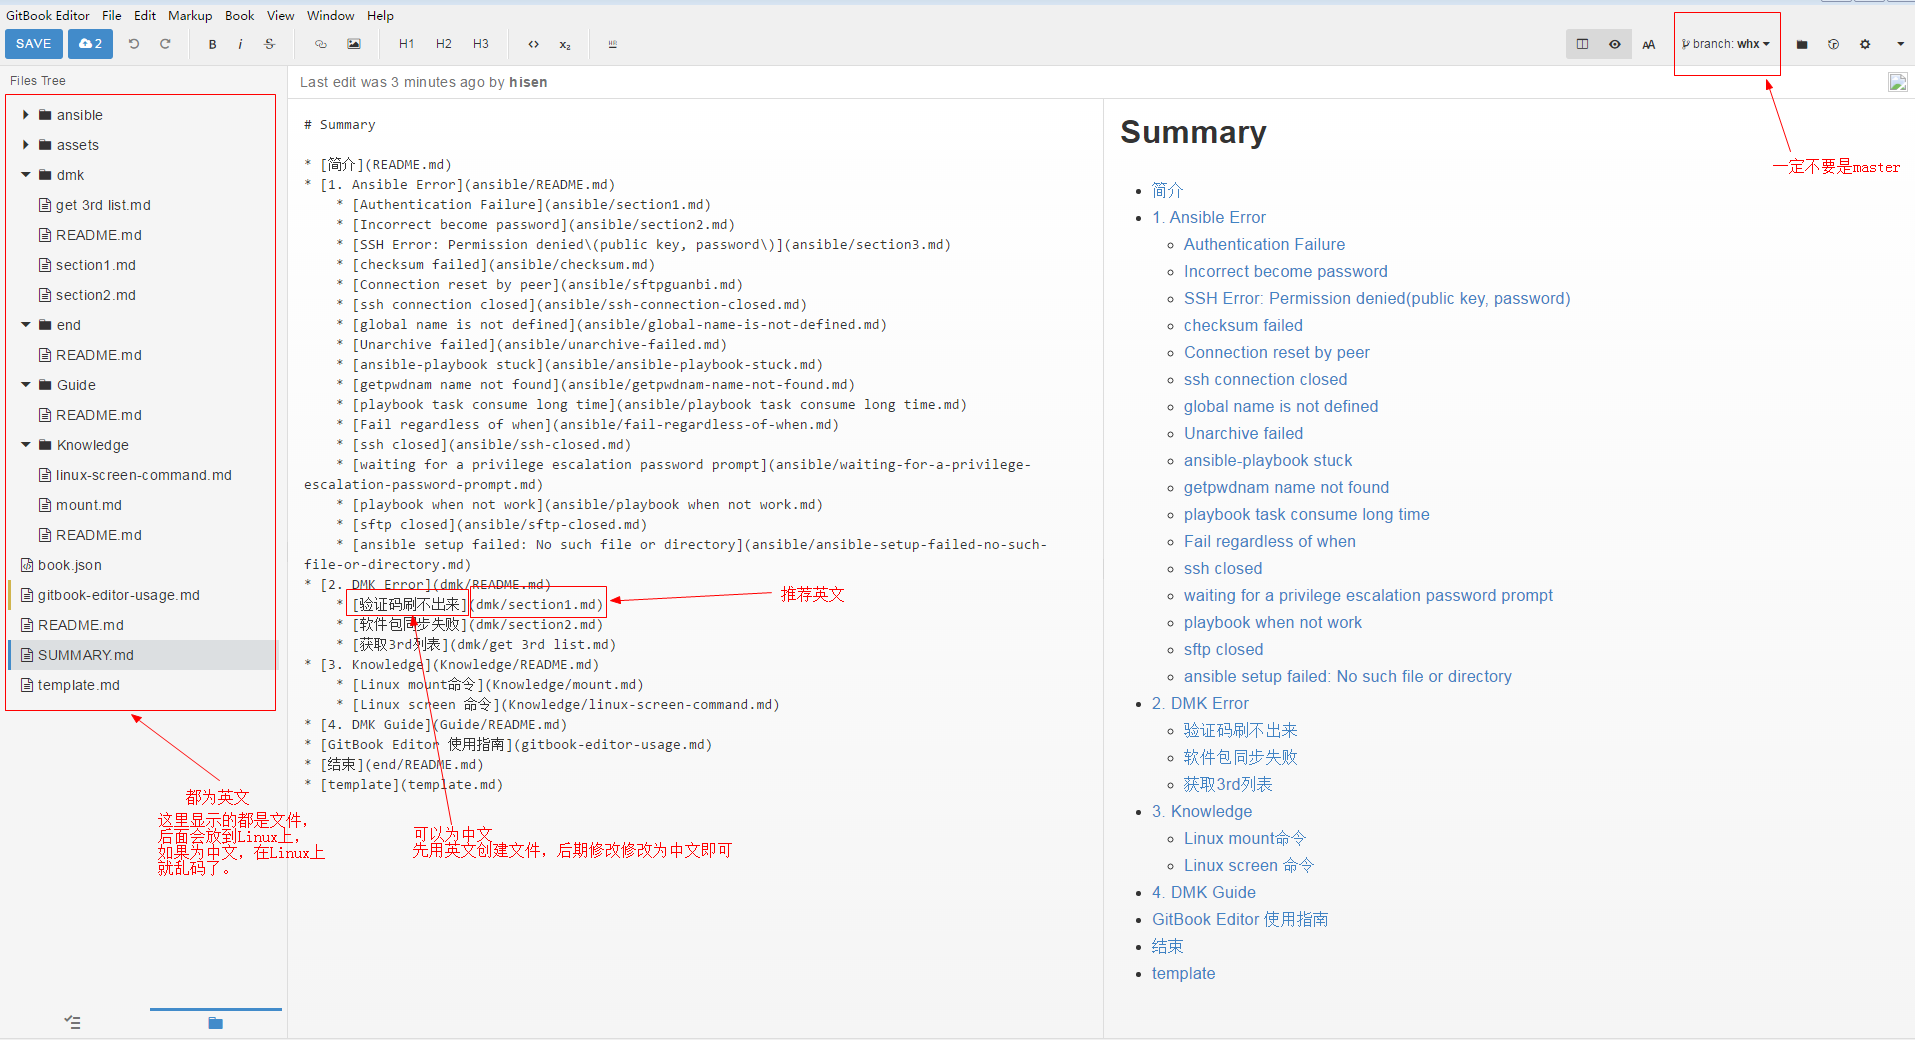 GitBook Editor File Edit Markup Book View Window Help
SAVE 2 B i S H1 H2 H3 <> x₂ AA branch: whx
Files Tree
Last edit was 3 minutes ago by hisen
ansible
assets
dmk
get 3rd list.md
README.md
section1.md
section2.md
end
README.md
Guide
README.md
Knowledge
linux-screen-command.md
mount.md
README.md
book.json
gitbook-editor-usage.md
README.md
SUMMARY.md
template.md
都为英文
这里显示的都是文件，
后面会放到Linux上，
如果为中文，在Linux上
就乱码了。
# Summary
* [简介](README.md)
* [1. Ansible Error](ansible/README.md)
* [Authentication Failure](ansible/section1.md)
* [Incorrect become password](ansible/section2.md)
* [SSH Error: Permission denied\(public key, password\)](ansible/section3.md)
* [checksum failed](ansible/checksum.md)
* [Connection reset by peer](ansible/sftpguanbi.md)
* [ssh connection closed](ansible/ssh-connection-closed.md)
* [global name is not defined](ansible/global-name-is-not-defined.md)
* [Unarchive failed](ansible/unarchive-failed.md)
* [ansible-playbook stuck](ansible/ansible-playbook-stuck.md)
* [getpwdnam name not found](ansible/getpwdnam-name-not-found.md)
* [playbook task consume long time](ansible/playbook task consume long time.md)
* [Fail regardless of when](ansible/fail-regardless-of-when.md)
* [ssh closed](ansible/ssh-closed.md)
* [waiting for a privilege escalation password prompt](ansible/waiting-for-a-privilege-
escalation-password-prompt.md)
* [playbook when not work](ansible/playbook when not work.md)
* [sftp closed](ansible/sftp-closed.md)
* [ansible setup failed: No such file or directory](ansible/ansible-setup-failed-no-such-
file-or-directory.md)
* [2. DMK Error](dmk/README.md)
* [验证码刷不出来](dmk/section1.md)
* [软件包同步失败](dmk/section2.md)
* [获取3rd列表](dmk/get 3rd list.md)
* [3. Knowledge](Knowledge/README.md)
* [Linux mount命令](Knowledge/mount.md)
* [Linux screen 命令](Knowledge/linux-screen-command.md)
* [4. DMK Guide](Guide/README.md)
* [GitBook Editor 使用指南](gitbook-editor-usage.md)
* [结束](end/README.md)
* [template](template.md)
推荐英文
可以为中文
先用英文创建文件，后期修改修改为中文即可
一定不要是master
Summary
简介
1. Ansible Error
Authentication Failure
Incorrect become password
SSH Error: Permission denied(public key, password)
checksum failed
Connection reset by peer
ssh connection closed
global name is not defined
Unarchive failed
ansible-playbook stuck
getpwdnam name not found
playbook task consume long time
Fail regardless of when
ssh closed
waiting for a privilege escalation password prompt
playbook when not work
sftp closed
ansible setup failed: No such file or directory
2. DMK Error
验证码刷不出来
软件包同步失败
获取3rd列表
3. Knowledge
Linux mount命令
Linux screen 命令
4. DMK Guide
GitBook Editor 使用指南
结束
template